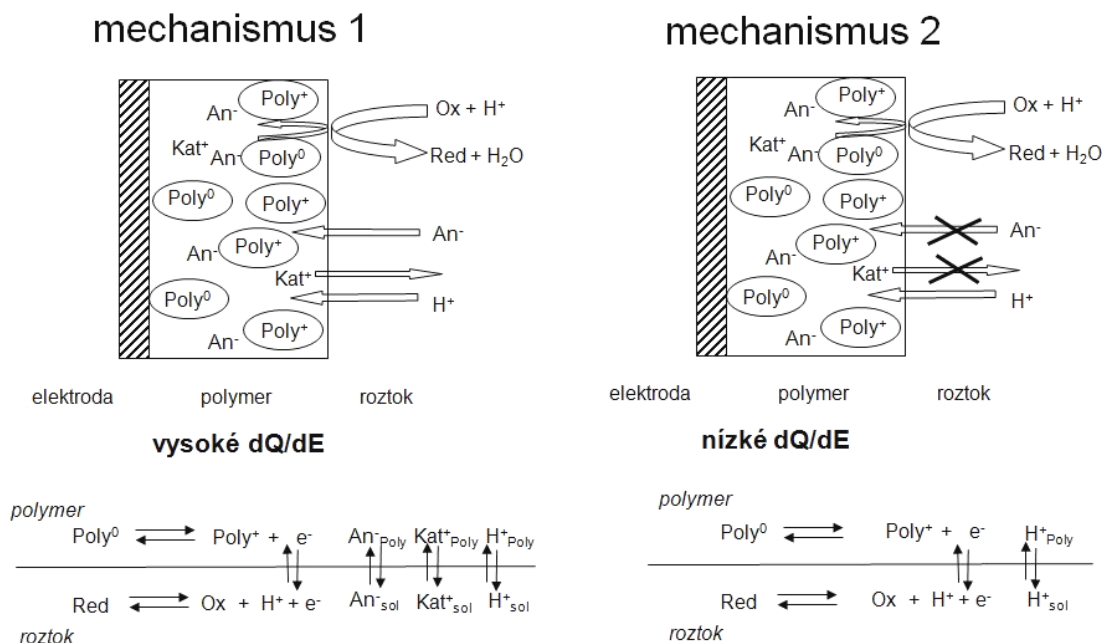 mechanismus 1
Poly⁺
An⁻
Ox + H⁺
Kat⁺
An⁻
Poly⁰
Red + H₂O
Poly⁰
Poly⁺
An⁻
Poly⁺
An⁻
Kat⁺
Poly⁰
H⁺
Poly⁺
An⁻
elektroda polymer roztok
vysoké dQ/dE
polymer
Poly⁰ Poly⁺ + e⁻ An⁻Poly Kat⁺Poly H⁺Poly
Red Ox + H⁺ + e⁻ An⁻sol Kat⁺sol H⁺sol
roztok
mechanismus 2
Poly⁺
An⁻
Ox + H⁺
Kat⁺
An⁻
Poly⁰
Red + H₂O
Poly⁰
Poly⁺
An⁻
Poly⁺
An⁻
Kat⁺
Poly⁰
H⁺
Poly⁺
An⁻
elektroda polymer roztok
nízké dQ/dE
polymer
Poly⁰ Poly⁺ + e⁻ H⁺Poly
Red Ox + H⁺ + e⁻ H⁺sol
roztok